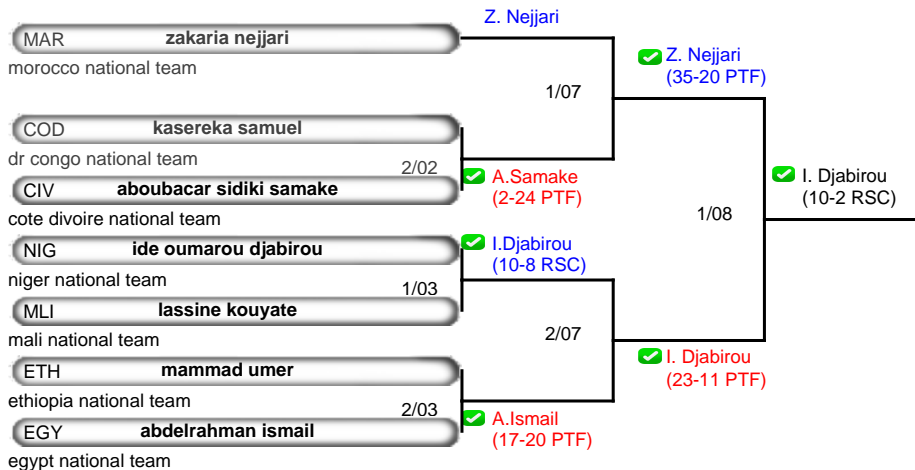 Z. Nejjari
MAR zakaria nejjari
morocco national team
Z. Nejjari
(35-20 PTF)
1/07
COD kasereka samuel
dr congo national team
2/02
A.Samake
(2-24 PTF)
CIV aboubacar sidiki samake
cote divoire national team
I. Djabirou
(10-2 RSC)
1/08
NIG ide oumarou djabirou
niger national team
I.Djabirou
(10-8 RSC)
1/03
MLI lassine kouyate
mali national team
2/07
I. Djabirou
(23-11 PTF)
ETH mammad umer
ethiopia national team
2/03
A.Ismail
(17-20 PTF)
EGY abdelrahman ismail
egypt national team